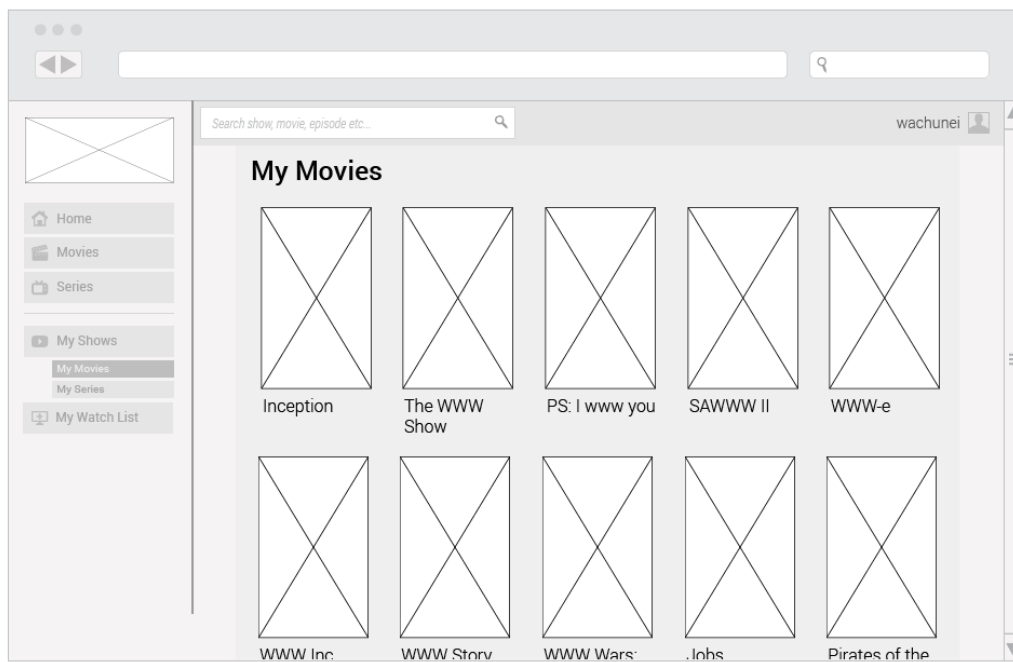 Search show, movie, episode etc...
wachunei
Home
Movies
Series
My Shows
My Movies
My Series
My Watch List
My Movies
Inception
The WWW
Show
PS: I www you
SAWWW II
WWW-e
WWW Inc
WWW Story
WWW Wars:
Jobs
Pirates of the